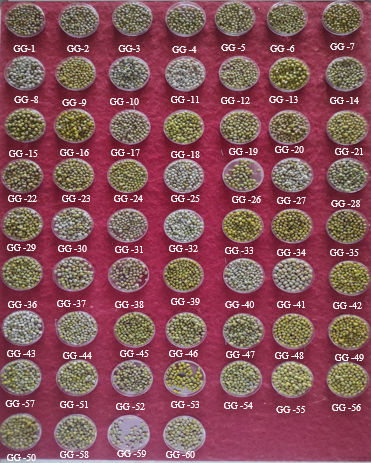 GG-1 GG-2 GG-3 GG-4 GG-5 GG-6 GG-7
GG-8 GG-9 GG-10 GG-11 GG-12 GG-13 GG-14
GG-15 GG-16 GG-17 GG-18 GG-19 GG-20 GG-21
GG-22 GG-23 GG-24 GG-25 GG-26 GG-27 GG-28
GG-29 GG-30 GG-31 GG-32 GG-33 GG-34 GG-35
GG-36 GG-37 GG-38 GG-39 GG-40 GG-41 GG-42
GG-43 GG-44 GG-45 GG-46 GG-47 GG-48 GG-49
GG-57 GG-51 GG-52 GG-53 GG-54 GG-55 GG-56
GG-50 GG-58 GG-59 GG-60